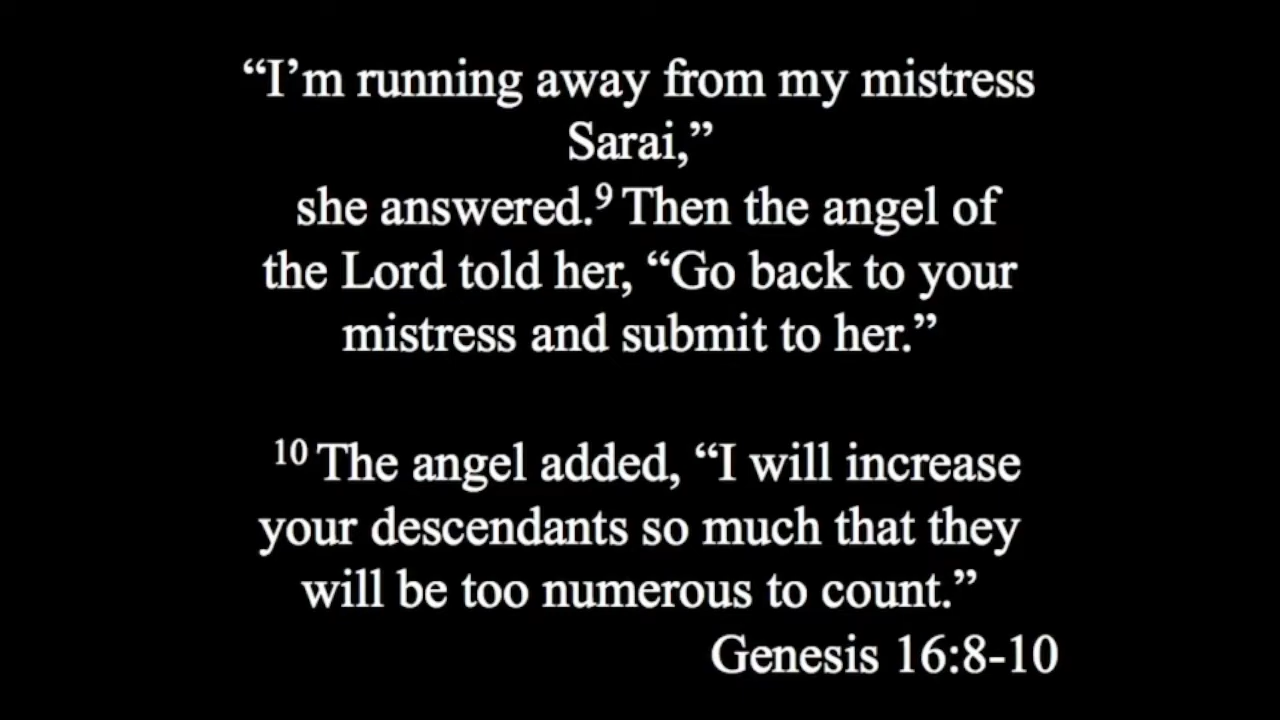 “I’m running away from my mistress
Sarai,”
she answered.⁹ Then the angel of
the Lord told her, “Go back to your
mistress and submit to her.”
¹⁰ The angel added, “I will increase
your descendants so much that they
will be too numerous to count.”
Genesis 16:8-10